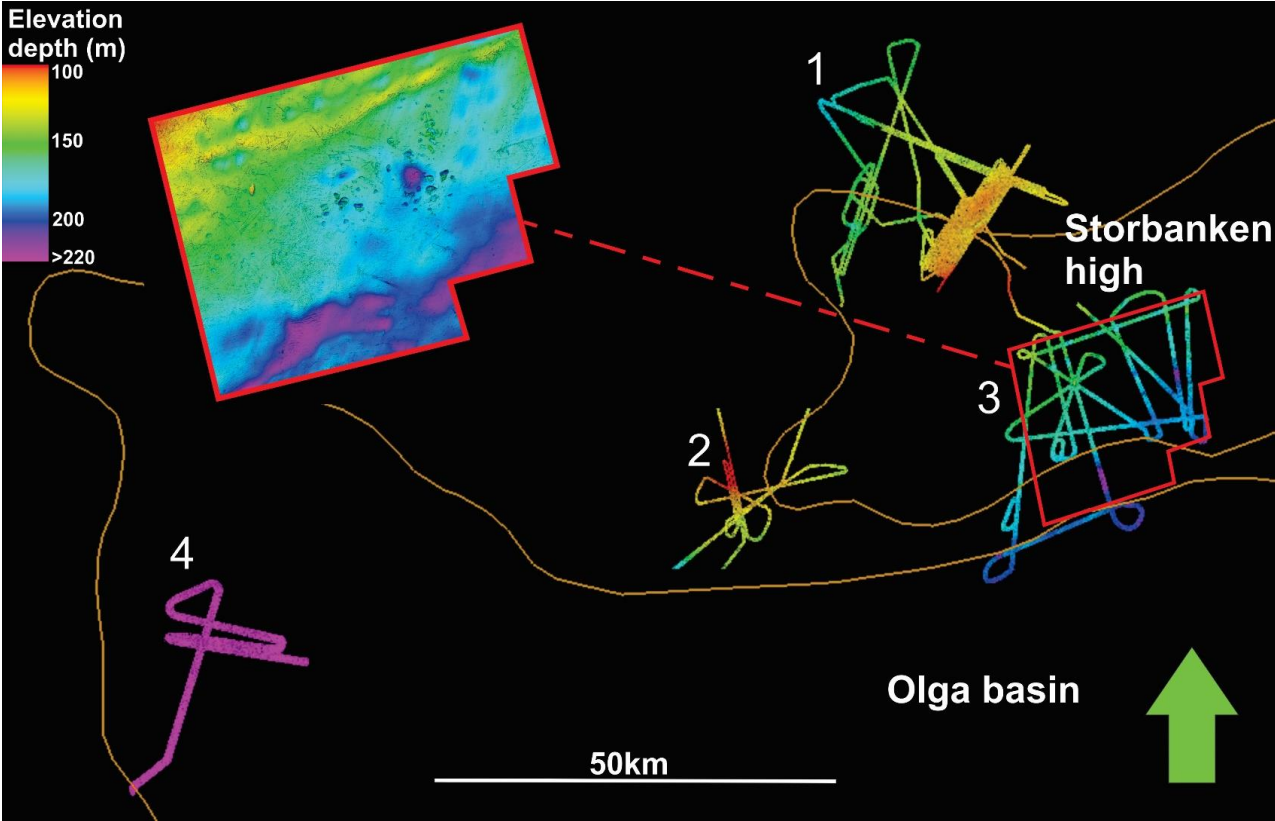 Elevation
depth (m)
100
150
200
>220
1
Storbanken
high
3
2
4
Olga basin
50km